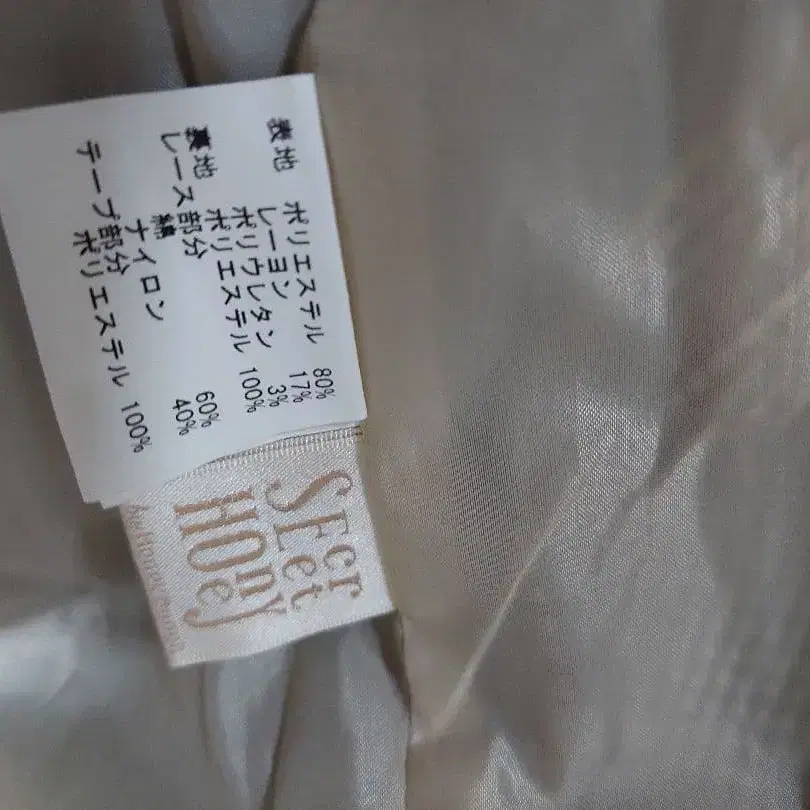 表地 ポリエステル 80%
レーヨン 17%
ポリウレタン 3%
裏地 ポリエステル 100%
レース部分
綿 60%
ナイロン 40%
テープ部分
ポリエステル 100%
SEcrEt
HOnEy